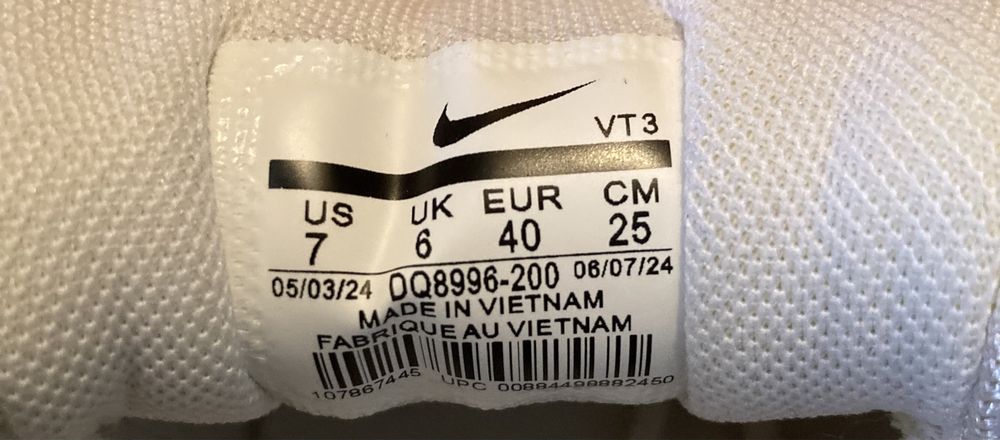 VT3
US UK EUR CM
7 6 40 25
05/03/24 DQ8996-200 06/07/24
MADE IN VIETNAM
FABRIQUE AU VIETNAM
107867445 UPC 00884498882450